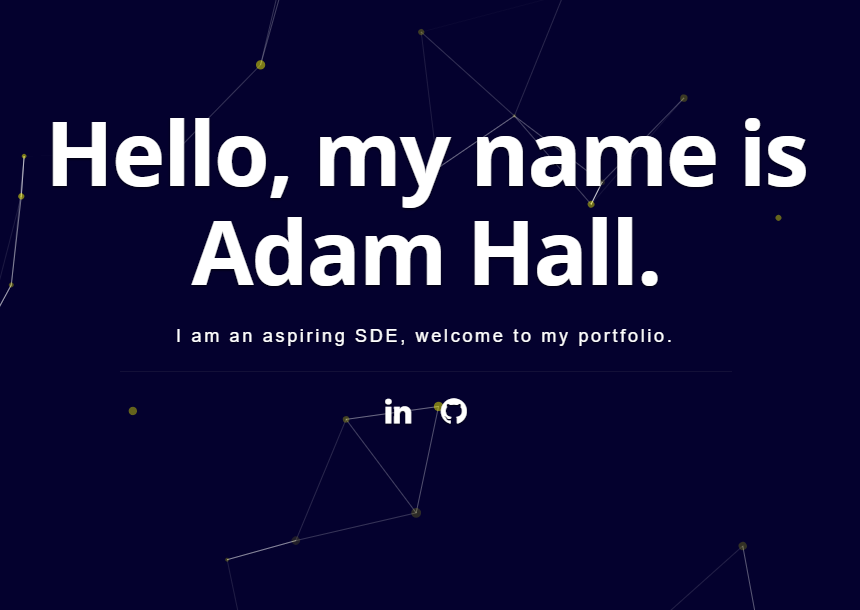 Hello, my name is
Adam Hall.
I am an aspiring SDE, welcome to my portfolio.
in